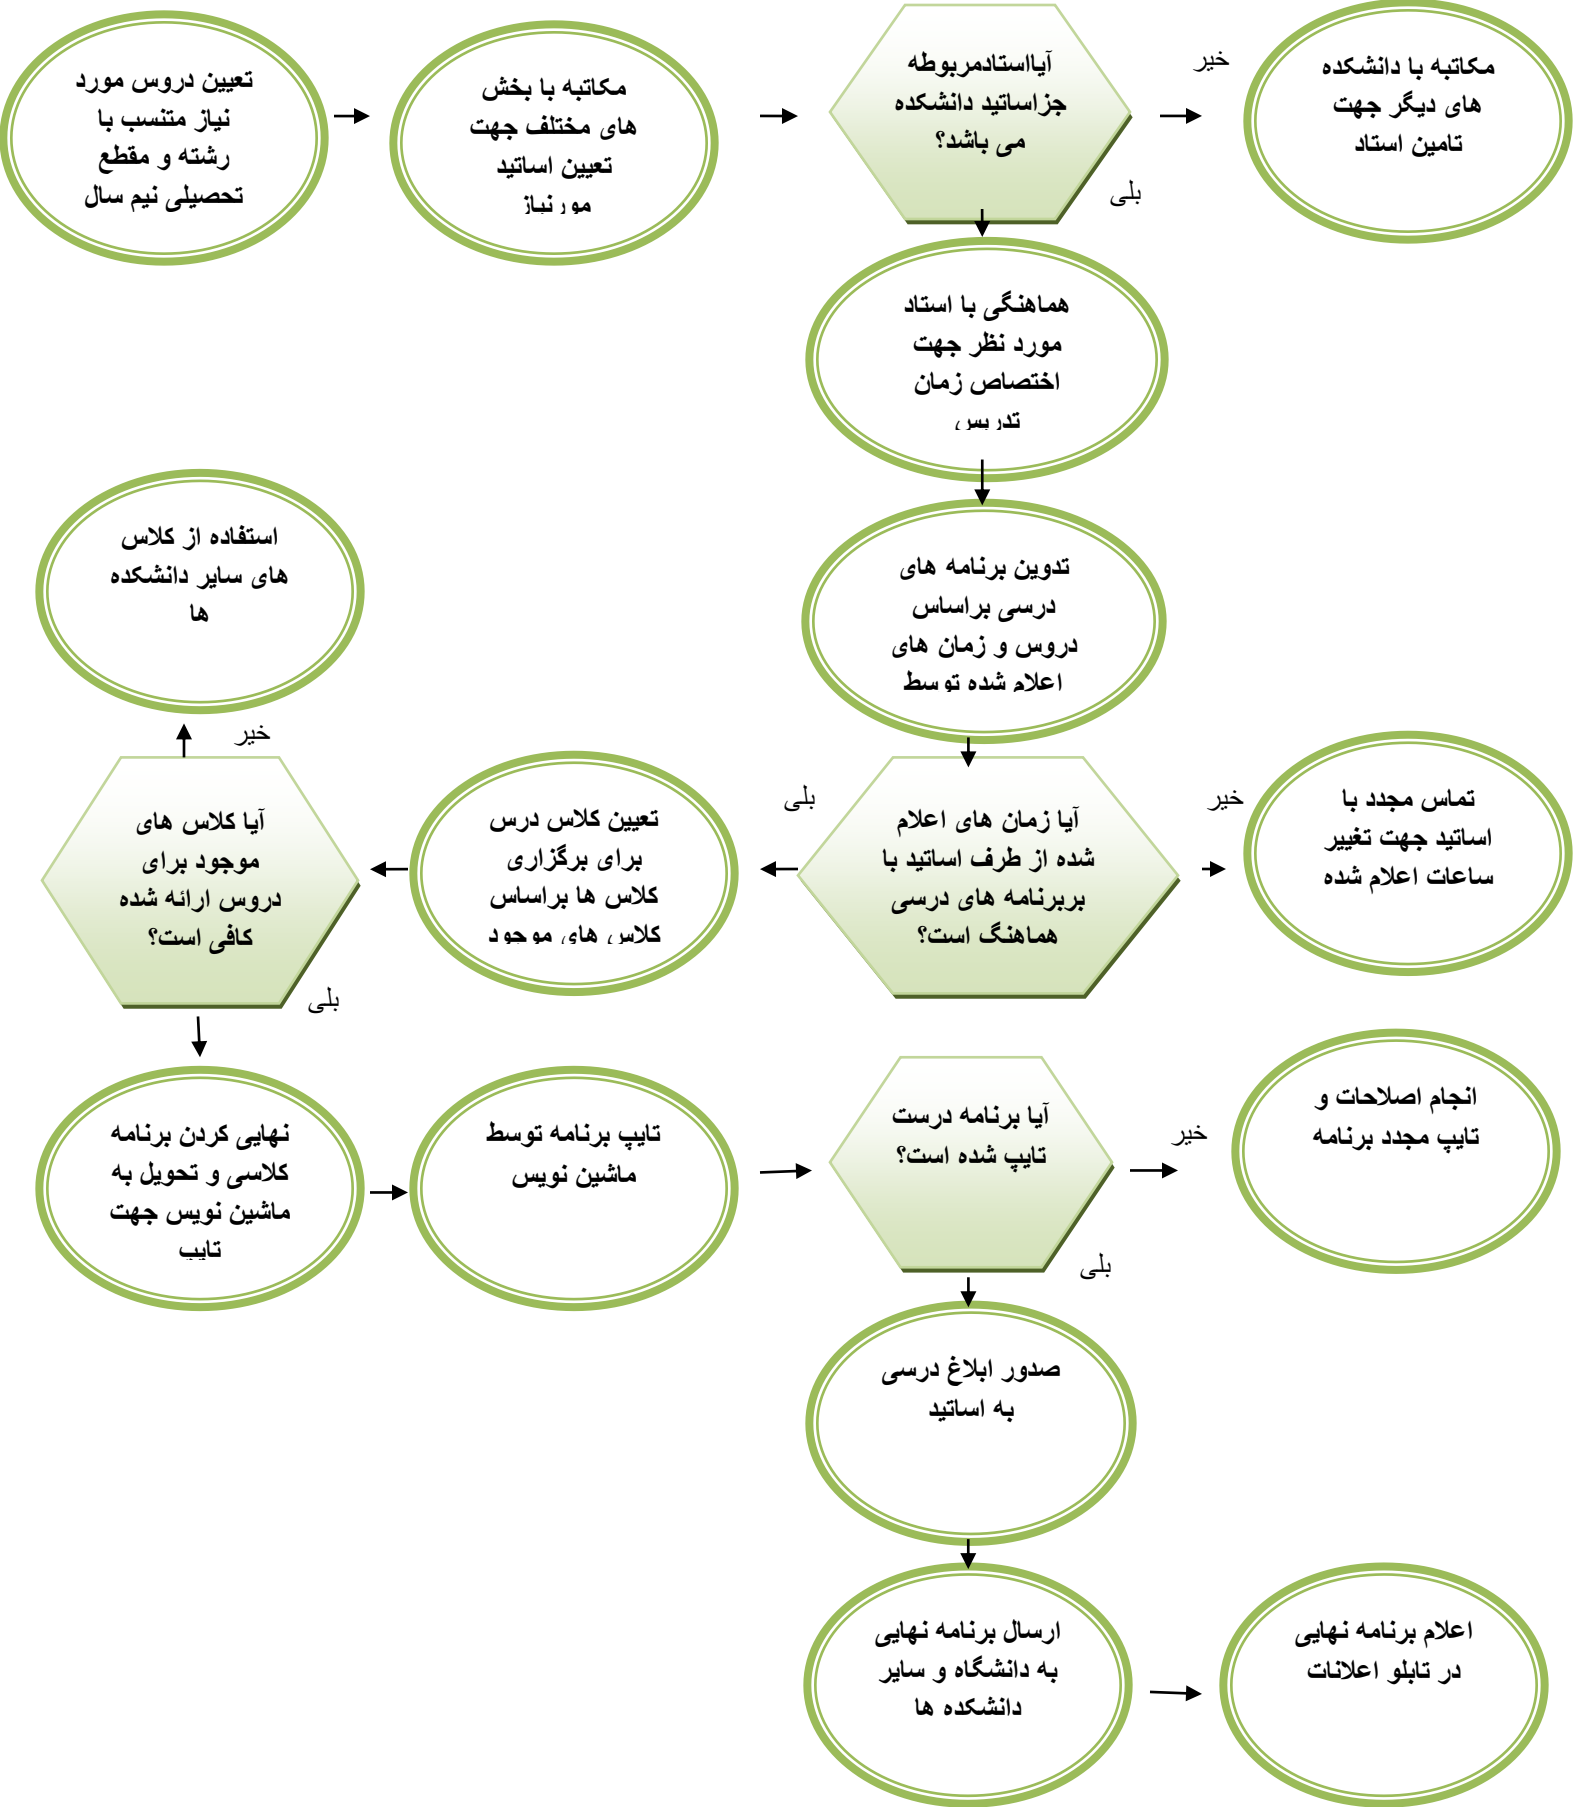 تعیین دروس مورد
نیاز متنسب با
رشته و مقطع
تحصیلی نیم سال
مکاتبه با بخش
های مختلف جهت
تعیین اساتید
مورنیاز
آیااستادمربوطه
جزاساتید دانشکده
می باشد؟
خیر
بلی
مکاتبه با دانشکده
های دیگر جهت
تامین استاد
هماهنگی با استاد
مورد نظر جهت
اختصاص زمان
تدریس
تدوین برنامه های
درسی براساس
دروس و زمان های
اعلام شده توسط
آیا زمان های اعلام
شده از طرف اساتید با
بربرنامه های درسی
هماهنگ است؟
خیر
بلی
تماس مجدد با
اساتید جهت تغییر
ساعات اعلام شده
تعیین کلاس درس
برای برگزاری
کلاس ها براساس
کلاس های موجود
آیا کلاس های
موجود برای
دروس ارائه شده
کافی است؟
خیر
بلی
استفاده از کلاس
های سایر دانشکده
ها
نهایی کردن برنامه
کلاسی و تحویل به
ماشین نویس جهت
تایپ
تایپ برنامه توسط
ماشین نویس
آیا برنامه درست
تایپ شده است؟
خیر
بلی
انجام اصلاحات و
تایپ مجدد برنامه
صدور ابلاغ درسی
به اساتید
ارسال برنامه نهایی
به دانشگاه و سایر
دانشکده ها
اعلام برنامه نهایی
در تابلو اعلانات